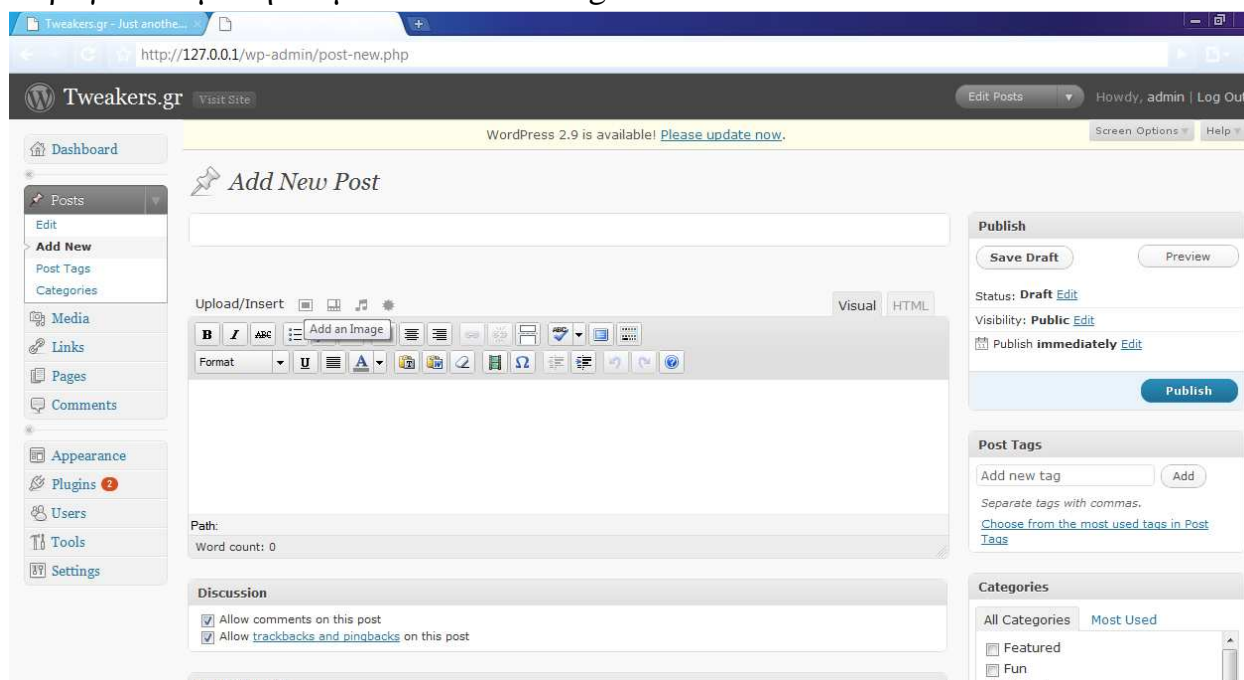 Tweakers.gr - Just anothe...
http://127.0.0.1/wp-admin/post-new.php
Tweakers.gr Visit Site
Edit Posts
Howdy, admin | Log Out
WordPress 2.9 is available! Please update now.
Screen Options
Help
Dashboard
Posts
Edit
Add New
Post Tags
Categories
Media
Links
Pages
Comments
Appearance
Plugins 2
Users
Tools
Settings
Add New Post
Upload/Insert
Visual
HTML
Add an Image
B I ABC
Format
U A Ω
Path:
Word count: 0
Discussion
Allow comments on this post
Allow trackbacks and pingbacks on this post
Publish
Save Draft
Preview
Status: Draft Edit
Visibility: Public Edit
Publish immediately Edit
Publish
Post Tags
Add new tag
Add
Separate tags with commas.
Choose from the most used tags in Post
Tags
Categories
All Categories
Most Used
Featured
Fun